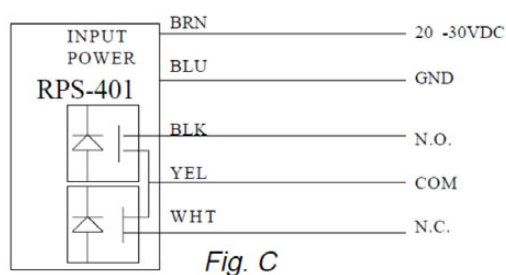 INPUT
POWER
RPS-401
BRN 20 -30VDC
BLU GND
BLK N.O.
YEL COM
WHT N.C.
Fig. C